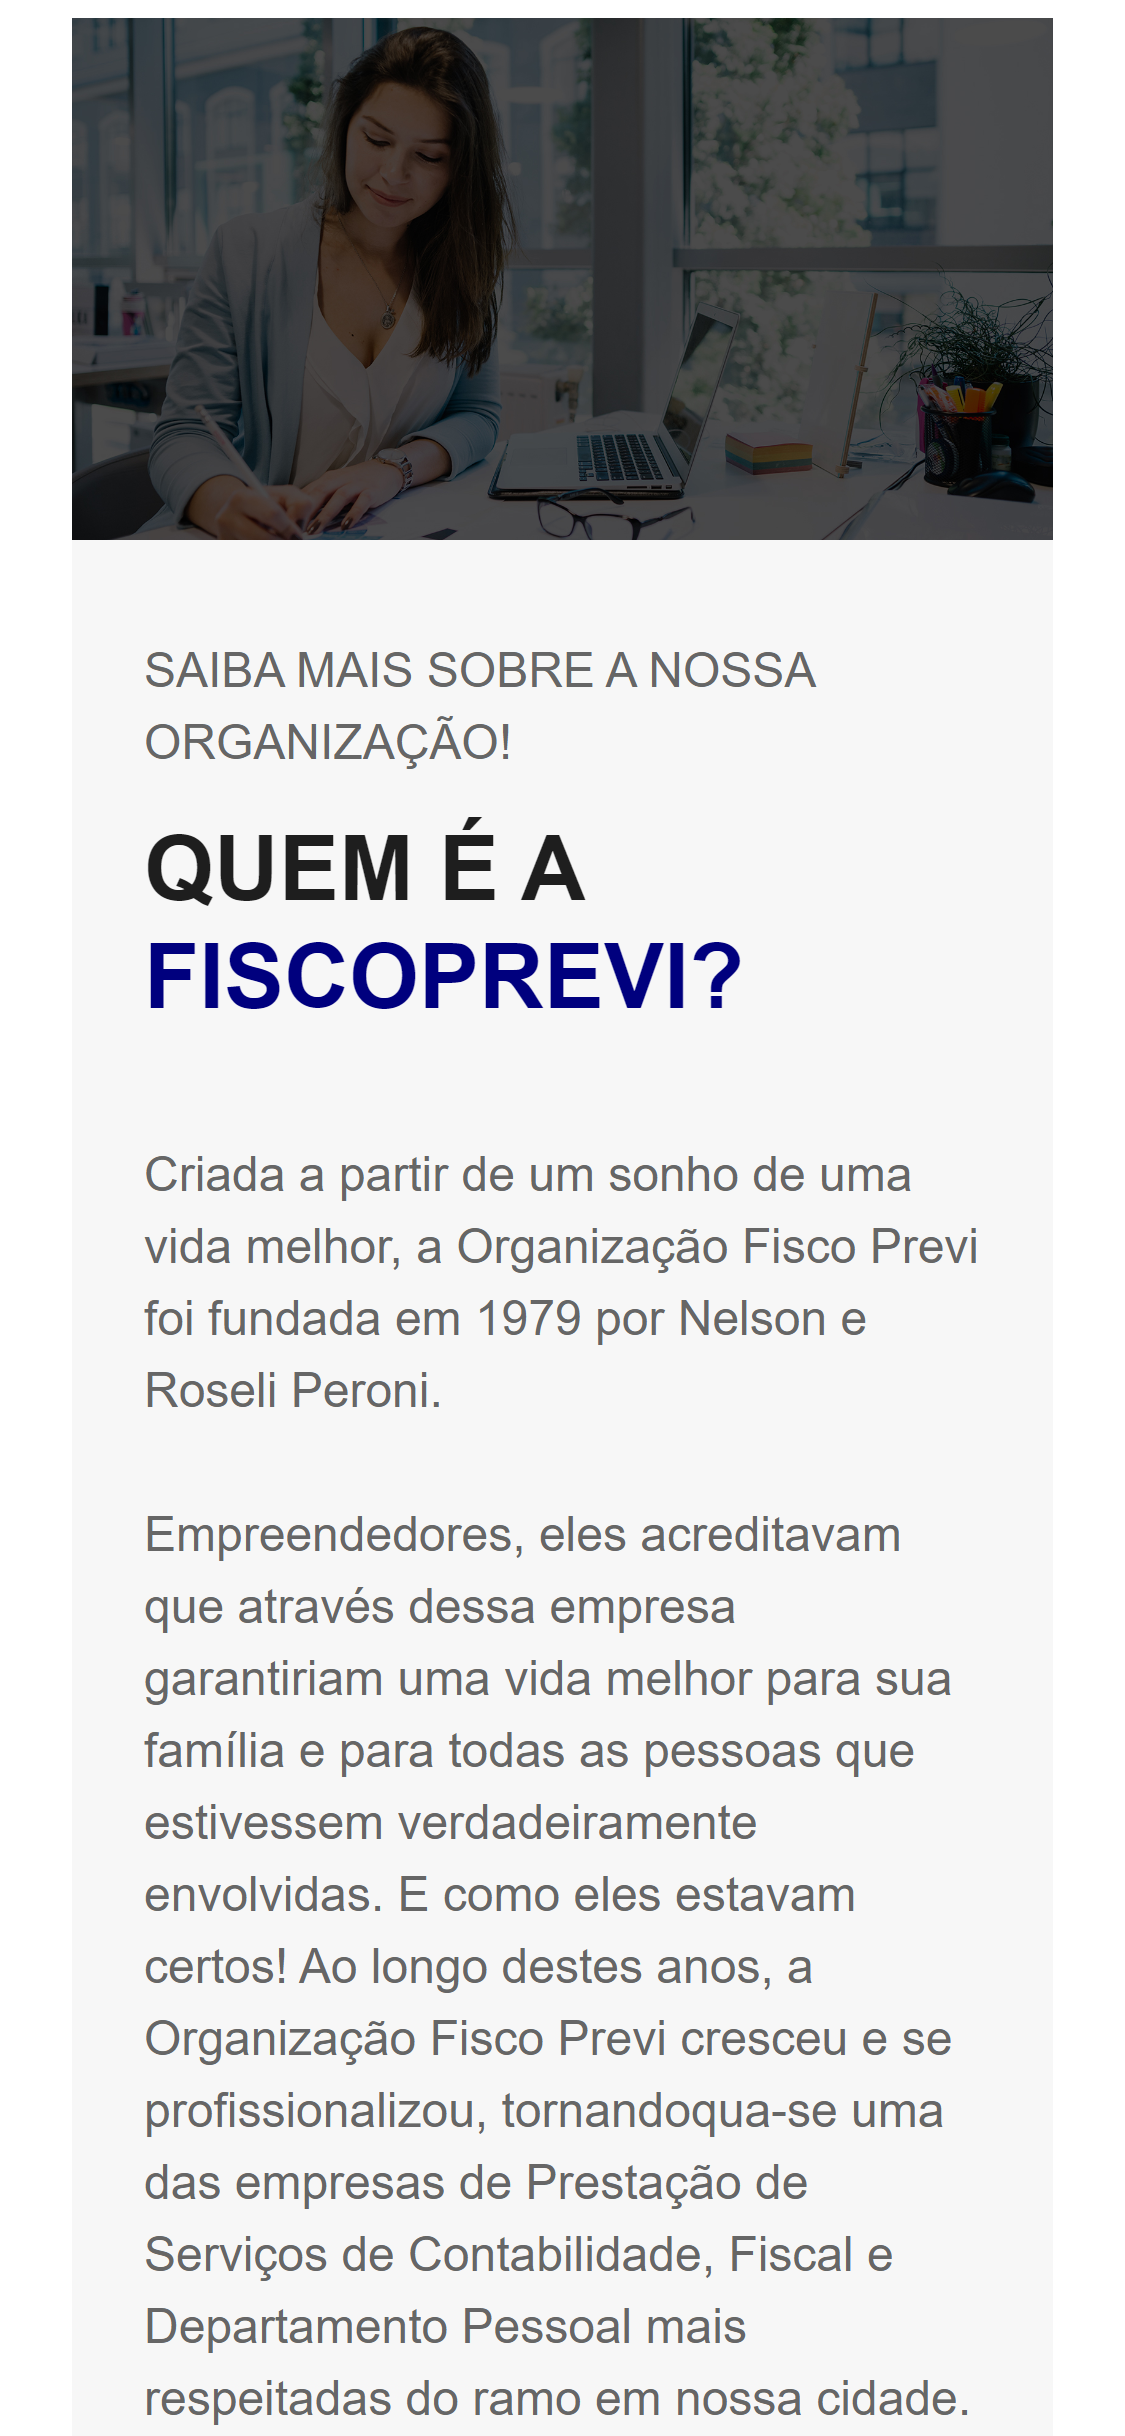 SAIBA MAIS SOBRE A NOSSA
ORGANIZAÇÃO!
QUEM É A
FISCOPREVI?
Criada a partir de um sonho de uma
vida melhor, a Organização Fisco Previ
foi fundada em 1979 por Nelson e
Roseli Peroni.
Empreendedores, eles acreditavam
que através dessa empresa
garantiriam uma vida melhor para sua
família e para todas as pessoas que
estivessem verdadeiramente
envolvidas. E como eles estavam
certos! Ao longo destes anos, a
Organização Fisco Previ cresceu e se
profissionalizou, tornandoqua-se uma
das empresas de Prestação de
Serviços de Contabilidade, Fiscal e
Departamento Pessoal mais
respeitadas do ramo em nossa cidade.